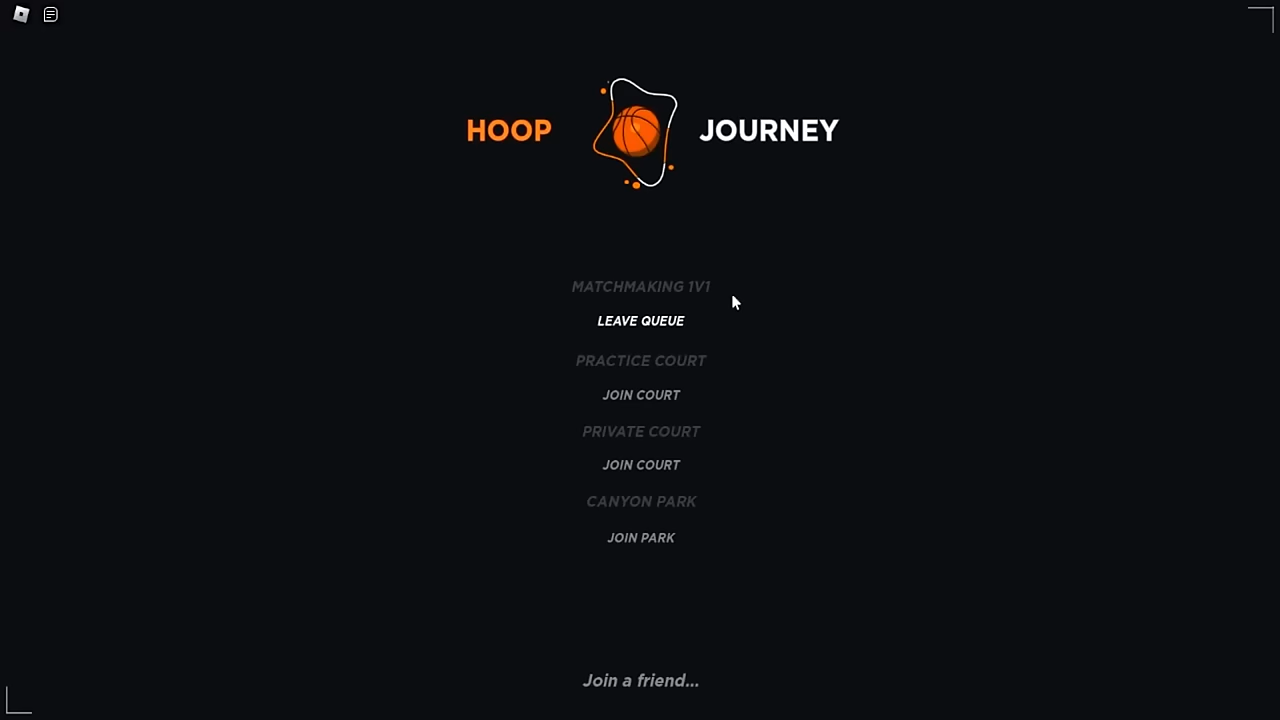 HOOP JOURNEY
MATCHMAKING 1V1
LEAVE QUEUE
PRACTICE COURT
JOIN COURT
PRIVATE COURT
JOIN COURT
CANYON PARK
JOIN PARK
Join a friend...